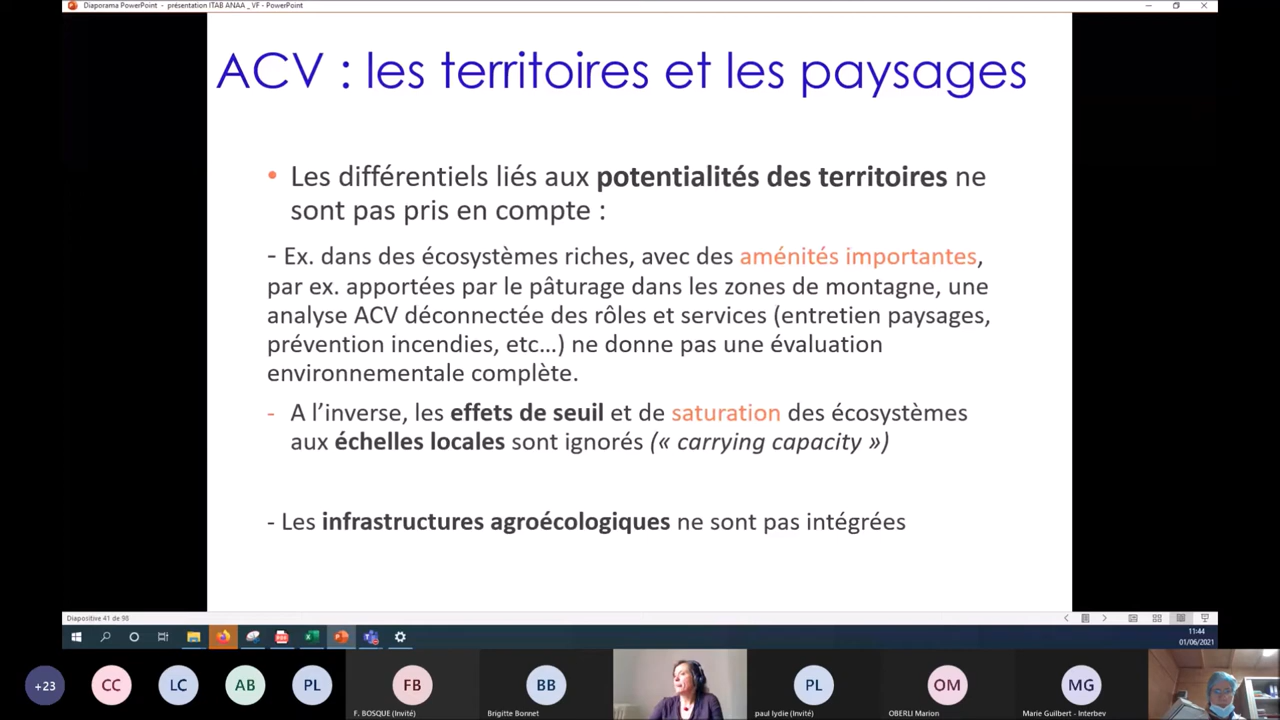 Diaporama PowerPoint - présentation ITAB ANAA _ VF - PowerPoint
ACV : les territoires et les paysages
• Les différentiels liés aux potentialités des territoires ne
sont pas pris en compte :
- Ex. dans des écosystèmes riches, avec des aménités importantes,
par ex. apportées par le pâturage dans les zones de montagne, une
analyse ACV déconnectée des rôles et services (entretien paysages,
prévention incendies, etc…) ne donne pas une évaluation
environnementale complète.
- A l’inverse, les effets de seuil et de saturation des écosystèmes
aux échelles locales sont ignorés (« carrying capacity »)
- Les infrastructures agroécologiques ne sont pas intégrées
Diapositive 41 de 98
11:44
01/06/2021
+23 CC LC AB PL FB BB PL OM MG
F. BOSQUE (Invité) Brigitte Bonnet paul lydie (Invité) OBERLI Marion Marie Guilbert - Interbev